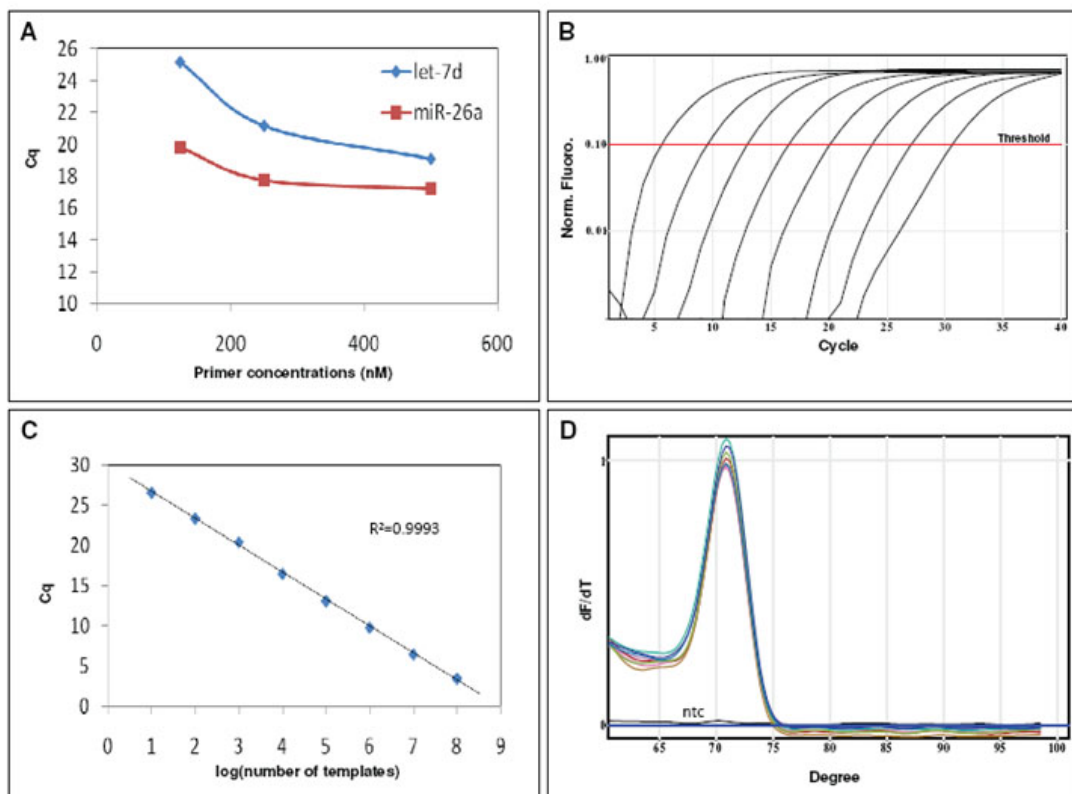 A
26
24
22
20
18
16
14
12
10
Cq
let-7d
miR-26a
0 200 400 600
Primer concentrations (nM)
B
1.00
0.10
0.01
Norm. Fluoro.
Threshold
5 10 15 20 25 30 35 40
Cycle
C
30
25
20
15
10
5
0
Cq
R²=0.9993
0 1 2 3 4 5 6 7 8 9
log(number of templates)
D
dF/dT
ntc
65 70 75 80 85 90 95 100
Degree